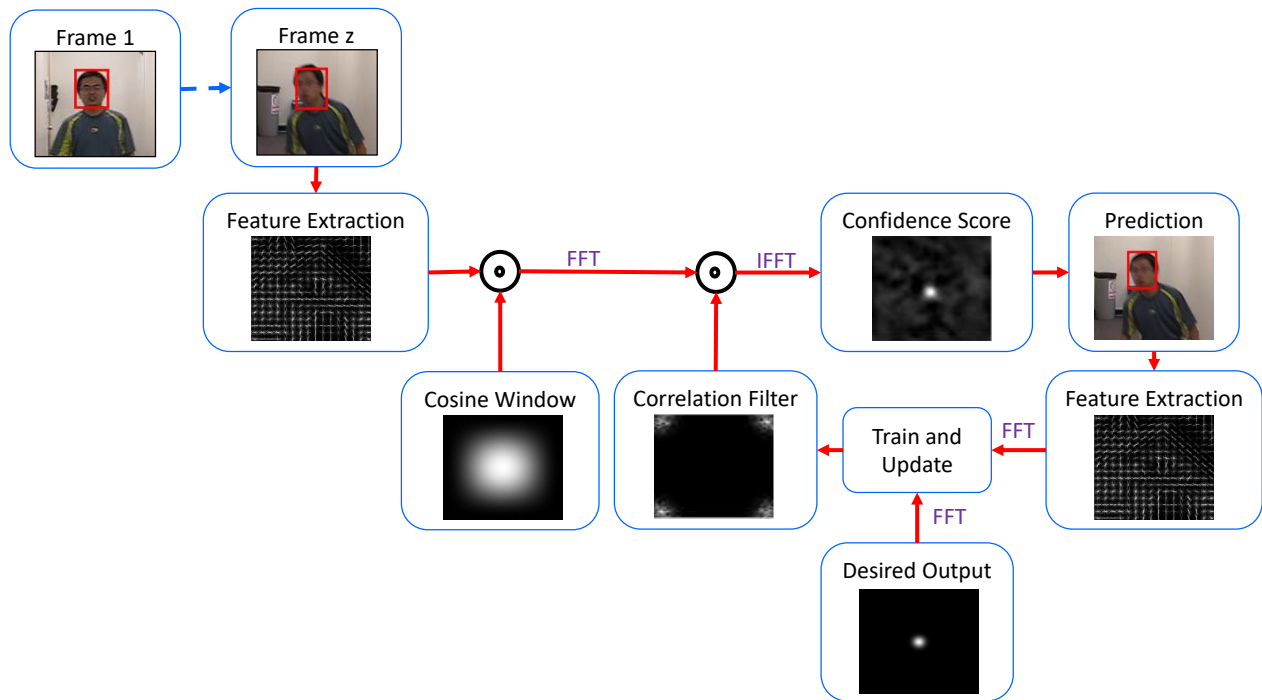 Frame 1
Frame z
Feature Extraction
FFT
IFFT
Confidence Score
Prediction
Cosine Window
Correlation Filter
Train and
Update
FFT
Feature Extraction
FFT
Desired Output